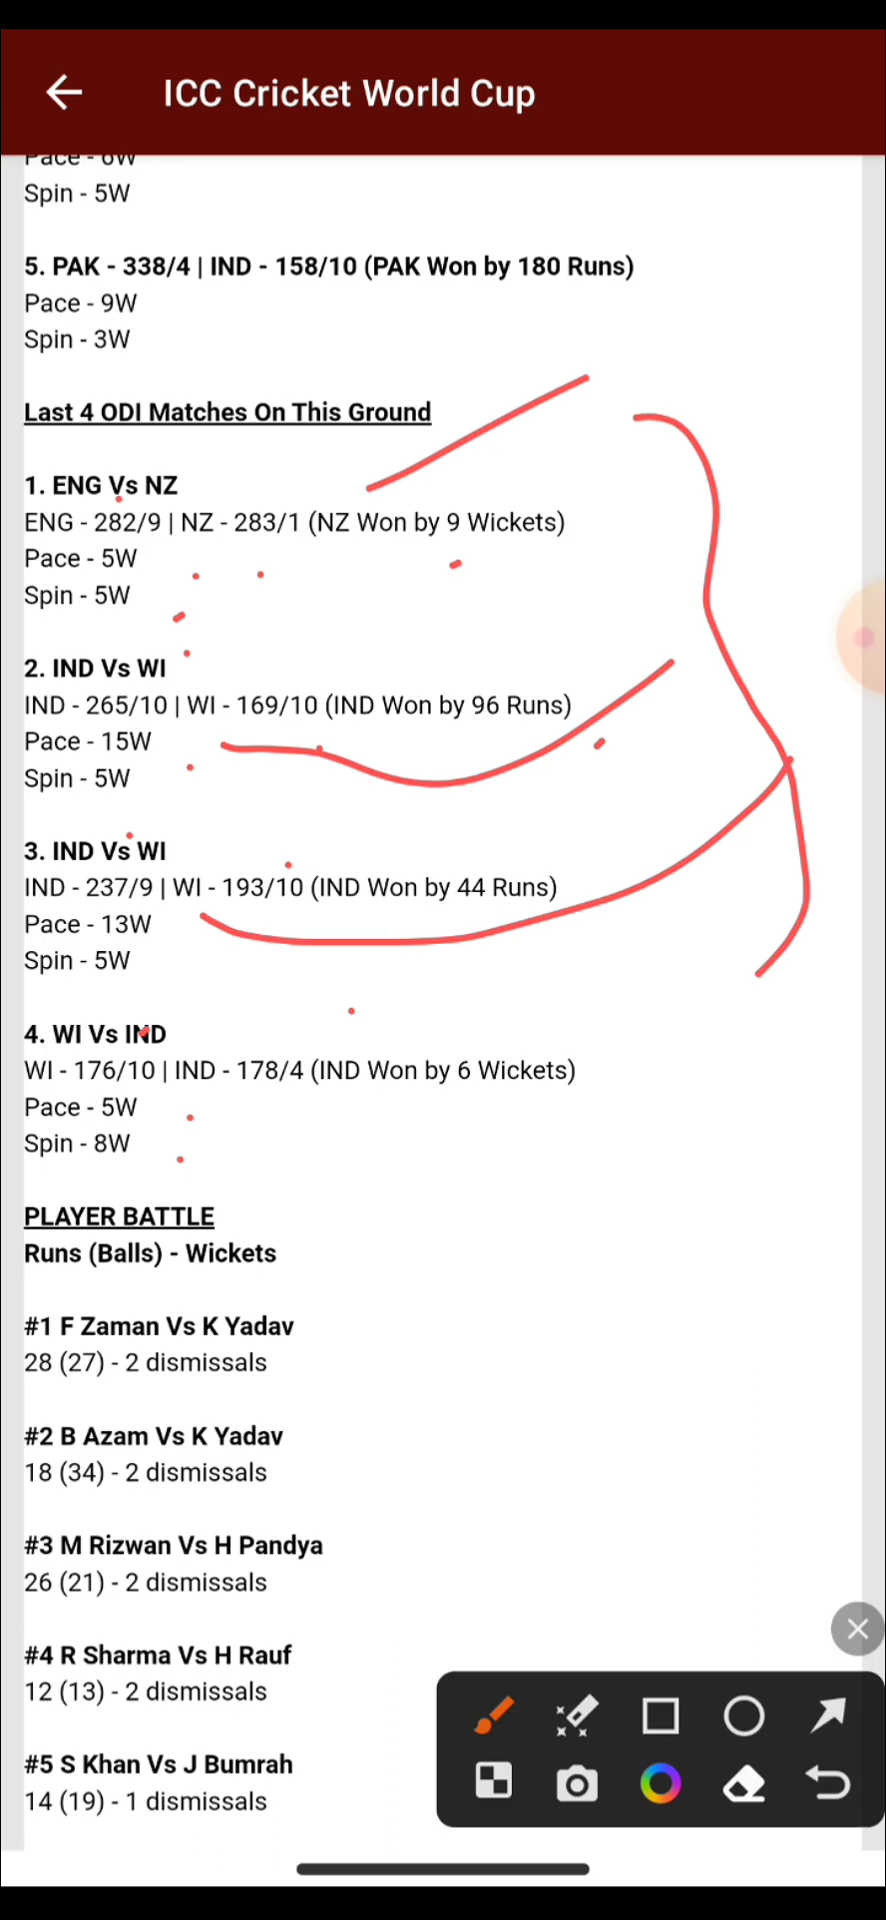 ICC Cricket World Cup
Pace - 6W
Spin - 5W
5. PAK - 338/4 | IND - 158/10 (PAK Won by 180 Runs)
Pace - 9W
Spin - 3W
Last 4 ODI Matches On This Ground
1. ENG Vs NZ
ENG - 282/9 | NZ - 283/1 (NZ Won by 9 Wickets)
Pace - 5W
Spin - 5W
2. IND Vs WI
IND - 265/10 | WI - 169/10 (IND Won by 96 Runs)
Pace - 15W
Spin - 5W
3. IND Vs WI
IND - 237/9 | WI - 193/10 (IND Won by 44 Runs)
Pace - 13W
Spin - 5W
4. WI Vs IND
WI - 176/10 | IND - 178/4 (IND Won by 6 Wickets)
Pace - 5W
Spin - 8W
PLAYER BATTLE
Runs (Balls) - Wickets
#1 F Zaman Vs K Yadav
28 (27) - 2 dismissals
#2 B Azam Vs K Yadav
18 (34) - 2 dismissals
#3 M Rizwan Vs H Pandya
26 (21) - 2 dismissals
#4 R Sharma Vs H Rauf
12 (13) - 2 dismissals
#5 S Khan Vs J Bumrah
14 (19) - 1 dismissals